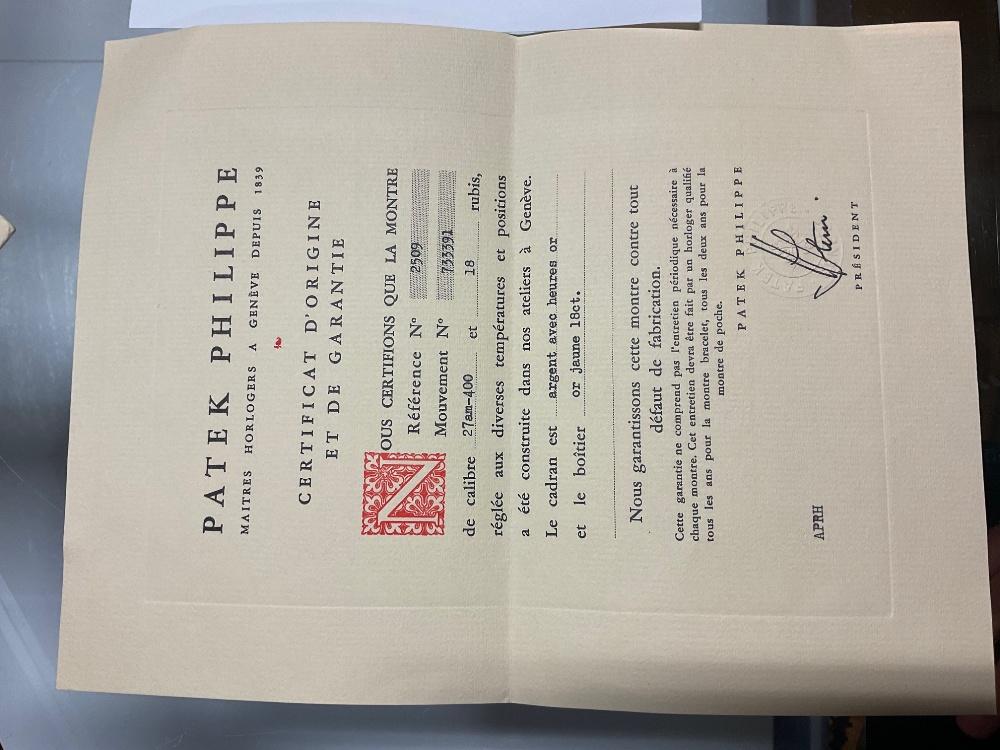 PATEK PHILIPPE
MAITRES HORLOGERS A GENÈVE DEPUIS 1839
CERTIFICAT D'ORIGINE
ET DE GARANTIE
NOUS CERTIFIONS QUE LA MONTRE
Référence N° 2509
Mouvement N° 733391
de calibre 27am-400 et 18 rubis,
réglée aux diverses températures et positions
a été construite dans nos ateliers à Genève.
Le cadran est argent avec heures or
et le boîtier or jaune 18ct.
Nous garantissons cette montre contre tout
défaut de fabrication.
Cette garantie ne comprend pas l'entretien périodique nécessaire à
chaque montre. Cet entretien devra être fait par un horloger qualifié
tous les ans pour la montre bracelet, tous les deux ans pour la
montre de poche.
PATEK PHILIPPE
PRÉSIDENT
APRH